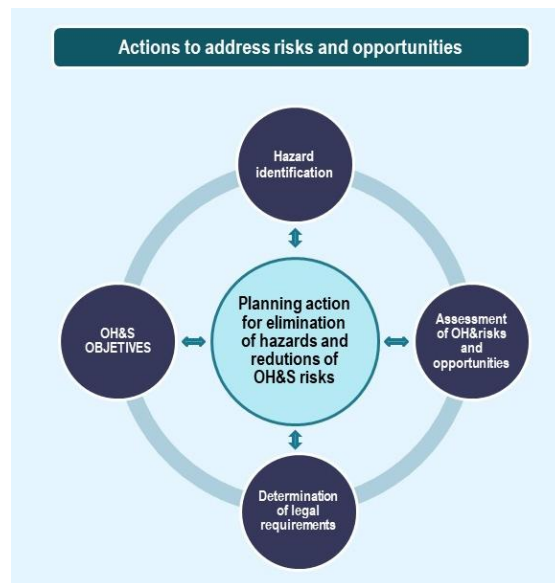 Actions to address risks and opportunities
Hazard
identification
OH&S
OBJETIVES
Planning action
for elimination
of hazards and
redutions of
OH&S risks
Assessment
of OH&risks
and
opportunities
Determination
of legal
requirements